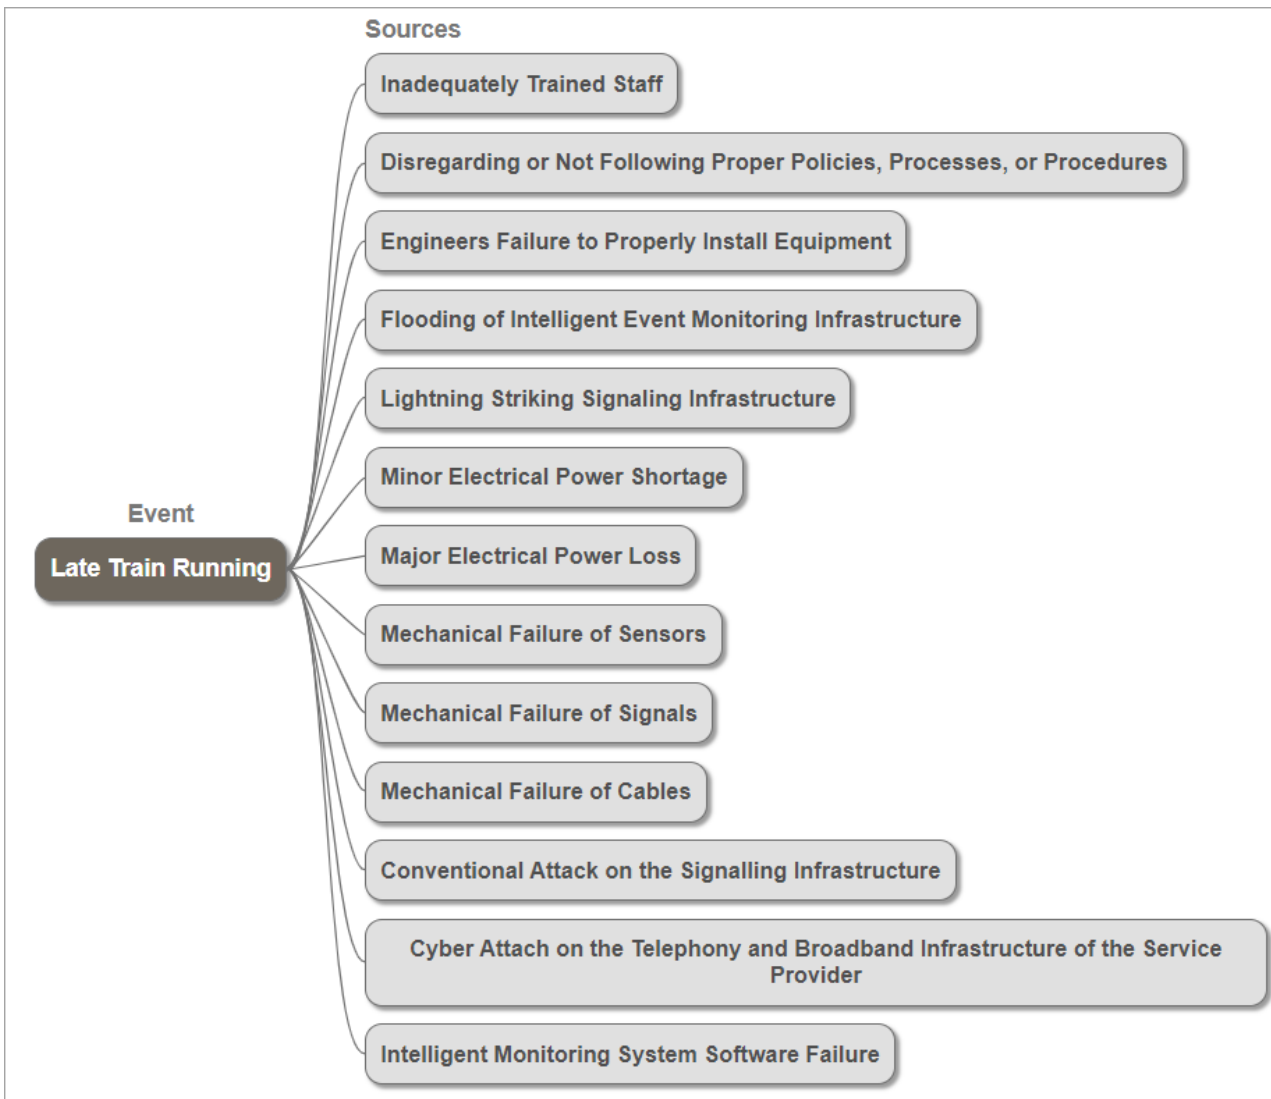 Sources
Inadequately Trained Staff
Disregarding or Not Following Proper Policies, Processes, or Procedures
Engineers Failure to Properly Install Equipment
Flooding of Intelligent Event Monitoring Infrastructure
Lightning Striking Signaling Infrastructure
Minor Electrical Power Shortage
Event
Late Train Running
Major Electrical Power Loss
Mechanical Failure of Sensors
Mechanical Failure of Signals
Mechanical Failure of Cables
Conventional Attack on the Signalling Infrastructure
Cyber Attach on the Telephony and Broadband Infrastructure of the Service
Provider
Intelligent Monitoring System Software Failure